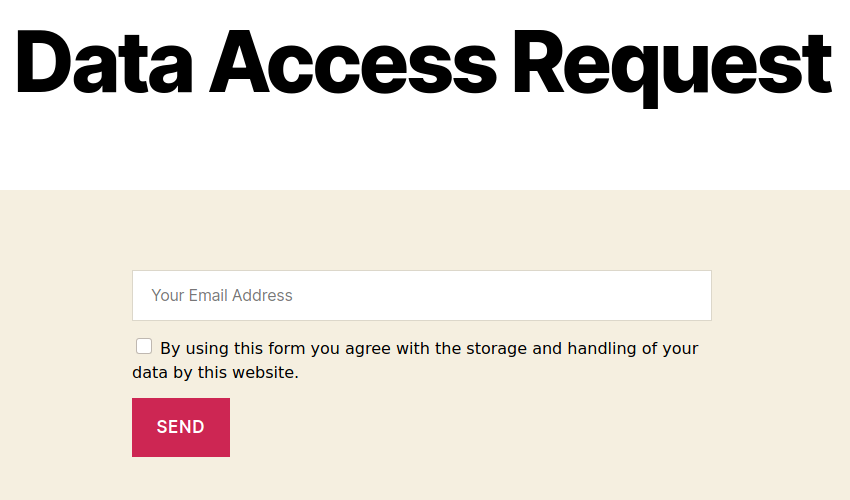 Data Access Request
Your Email Address
By using this form you agree with the storage and handling of your
data by this website.
SEND